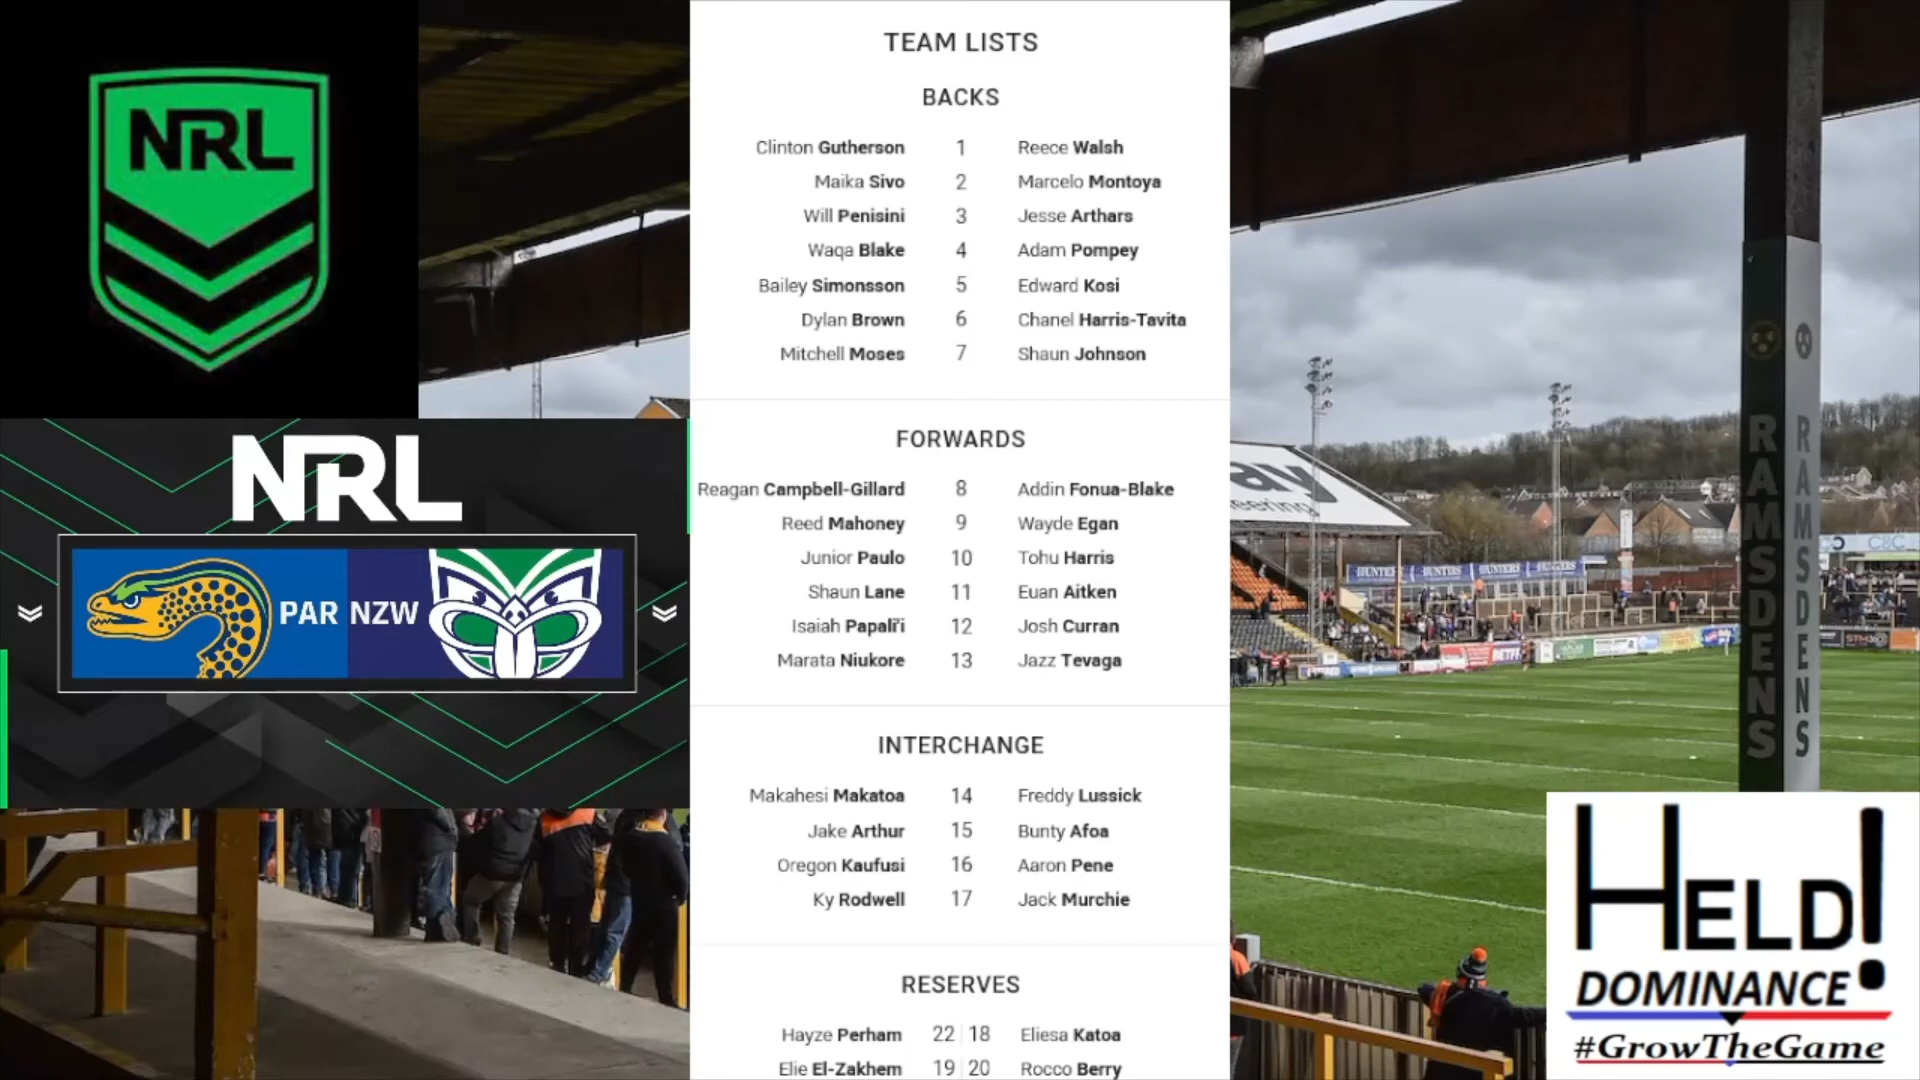 NRL
NRL
PAR NZW
TEAM LISTS
BACKS
Clinton Gutherson 1 Reece Walsh
Maika Sivo 2 Marcelo Montoya
Will Penisini 3 Jesse Arthars
Waqa Blake 4 Adam Pompey
Bailey Simonsson 5 Edward Kosi
Dylan Brown 6 Chanel Harris-Tavita
Mitchell Moses 7 Shaun Johnson
FORWARDS
Reagan Campbell-Gillard 8 Addin Fonua-Blake
Reed Mahoney 9 Wayde Egan
Junior Paulo 10 Tohu Harris
Shaun Lane 11 Euan Aitken
Isaiah Papali'i 12 Josh Curran
Marata Niukore 13 Jazz Tevaga
INTERCHANGE
Makahesi Makatoa 14 Freddy Lussick
Jake Arthur 15 Bunty Afoa
Oregon Kaufusi 16 Aaron Pene
Ky Rodwell 17 Jack Murchie
RESERVES
Hayze Perham 22 18 Eliesa Katoa
Elie El-Zakhem 19 20 Rocco Berry
ay
eering
HUNTERS HUNTERS HUNTERS
RAMSDENS
RAMSDENS
HELD!
DOMINANCE
#GrowTheGame